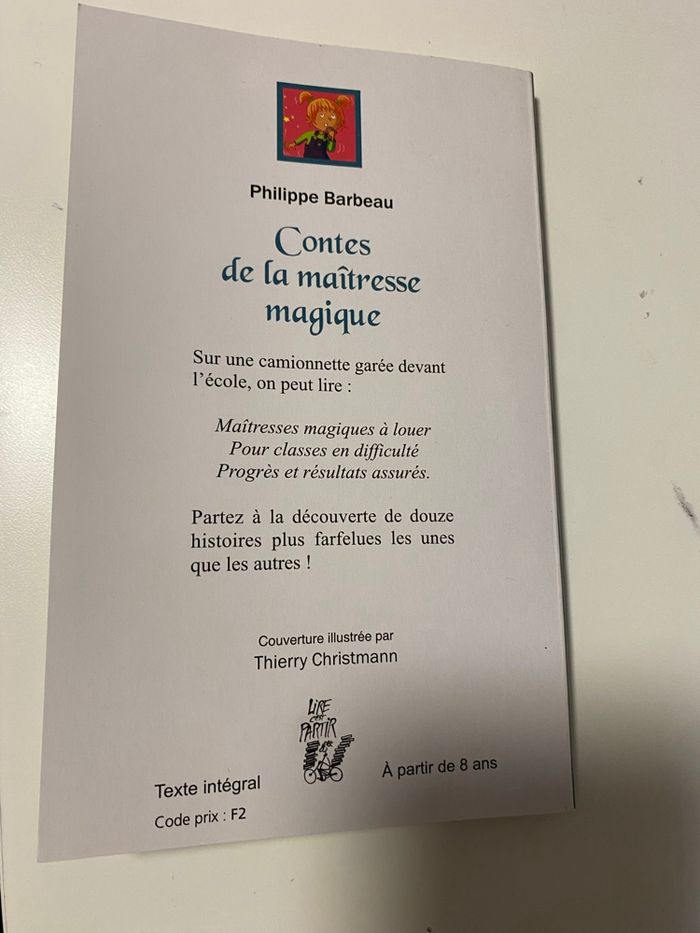 Philippe Barbeau
Contes
de la maîtresse
magique
Sur une camionnette garée devant
l'école, on peut lire :
Maîtresses magiques à louer
Pour classes en difficulté
Progrès et résultats assurés.
Partez à la découverte de douze
histoires plus farfelues les unes
que les autres !
Couverture illustrée par
Thierry Christmann
LIRE
C'EST
PARTIR
Texte intégral
À partir de 8 ans
Code prix : F2